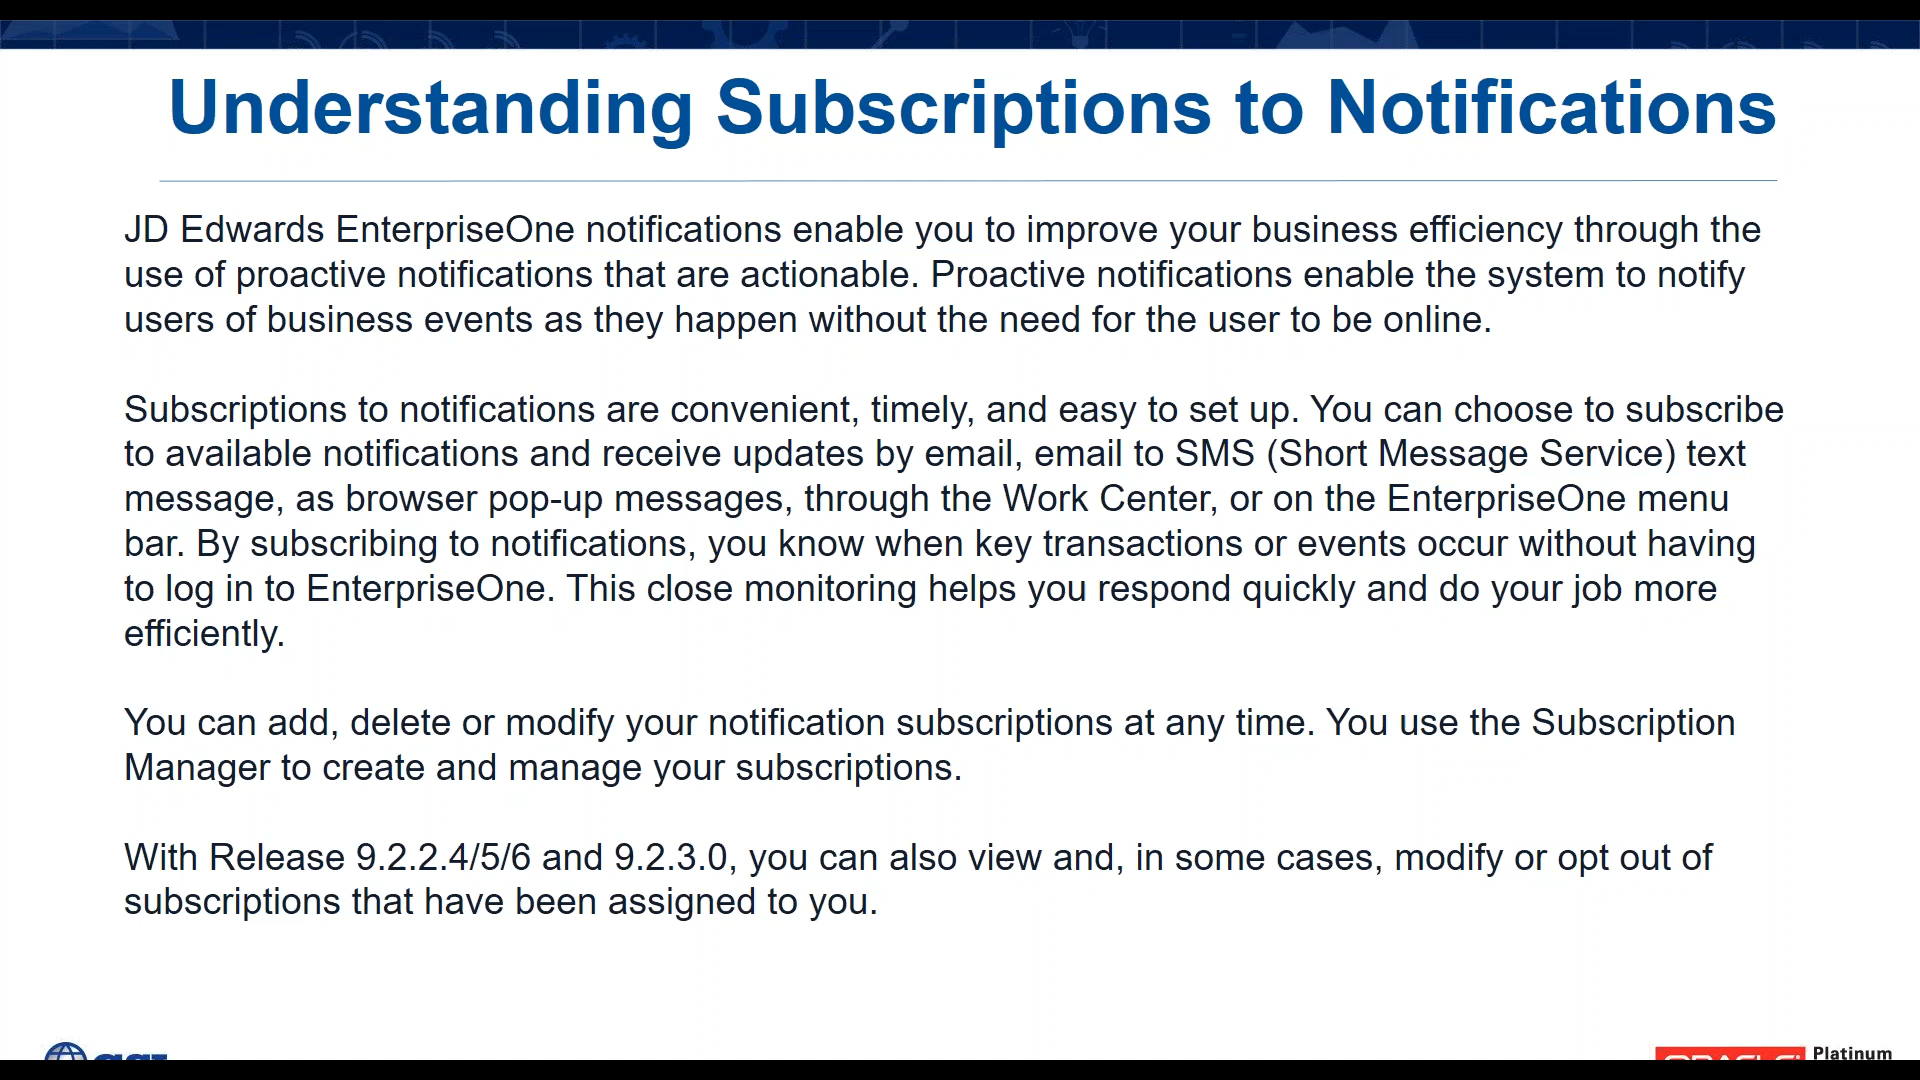 Understanding Subscriptions to Notifications
JD Edwards EnterpriseOne notifications enable you to improve your business efficiency through the
use of proactive notifications that are actionable. Proactive notifications enable the system to notify
users of business events as they happen without the need for the user to be online.
Subscriptions to notifications are convenient, timely, and easy to set up. You can choose to subscribe
to available notifications and receive updates by email, email to SMS (Short Message Service) text
message, as browser pop-up messages, through the Work Center, or on the EnterpriseOne menu
bar. By subscribing to notifications, you know when key transactions or events occur without having
to log in to EnterpriseOne. This close monitoring helps you respond quickly and do your job more
efficiently.
You can add, delete or modify your notification subscriptions at any time. You use the Subscription
Manager to create and manage your subscriptions.
With Release 9.2.2.4/5/6 and 9.2.3.0, you can also view and, in some cases, modify or opt out of
subscriptions that have been assigned to you.
ORACLE Platinum